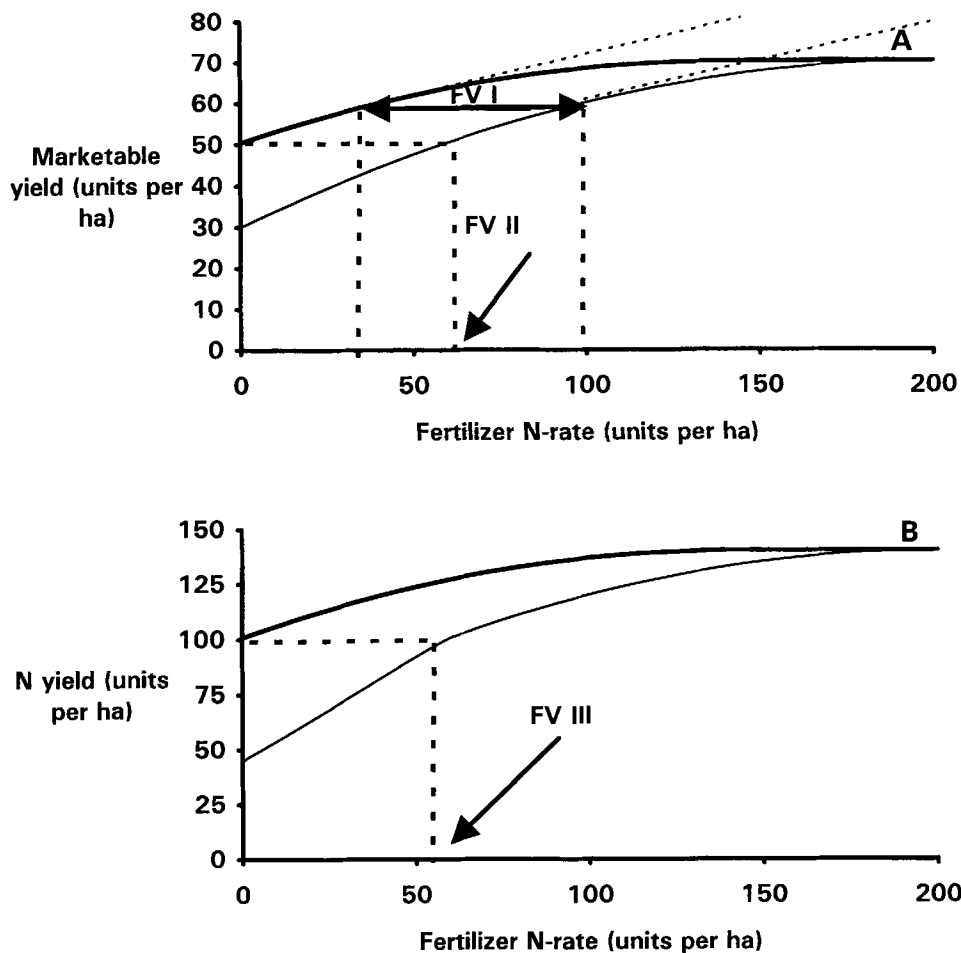 80
70
60
50
40
30
20
10
0
Marketable
yield (units per
ha)
A
FV I
FV II
0 50 100 150 200
Fertilizer N-rate (units per ha)
150
125
100
75
50
25
0
N yield (units
per ha)
B
FV III
0 50 100 150 200
Fertilizer N-rate (units per ha)